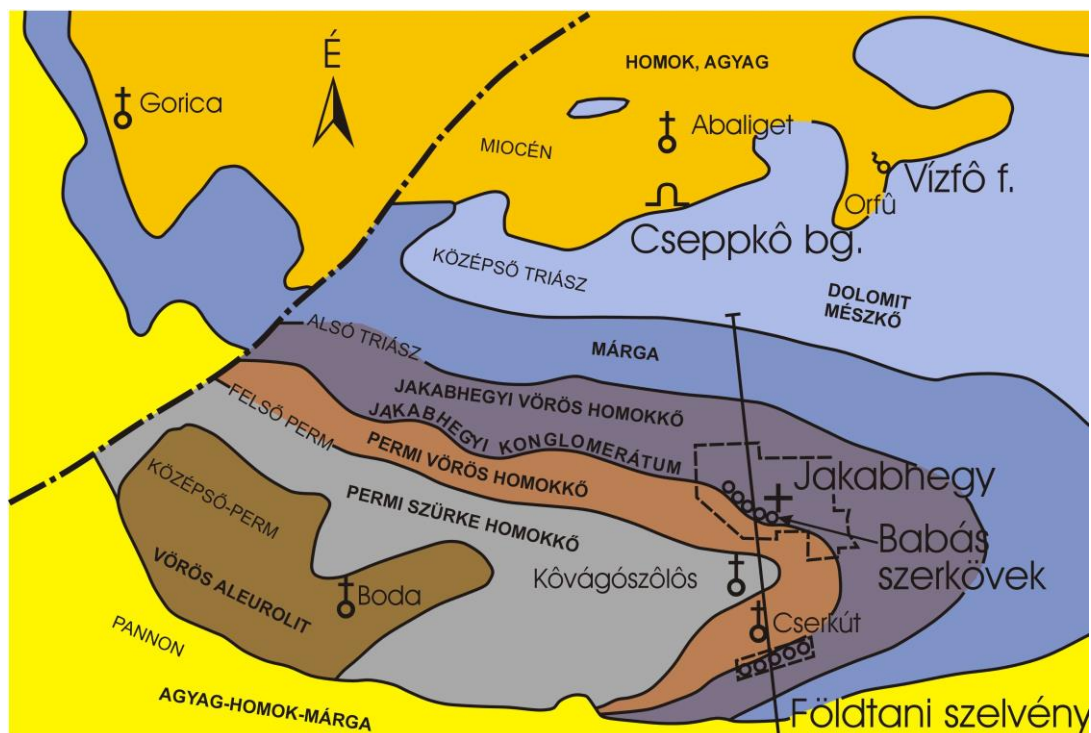 HOMOK, AGYAG
É
Gorica
Abaliget
MIOCÉN
Vízfô f.
Orfû
Cseppkô bg.
KÖZÉPSŐ TRIÁSZ
DOLOMIT
MÉSZKŐ
ALSÓ TRIÁSZ
MÁRGA
JAKABHEGYI VÖRÖS HOMOKKŐ
FELSŐ PERM
JAKABHEGYI KONGLOMERÁTUM
PERMI VÖRÖS HOMOKKŐ
Jakabhegy
KÖZÉPSŐ-PERM
PERMI SZÜRKE HOMOKKŐ
Babás
szerkövek
Kôvágószôlôs
VÖRÖS ALEUROLIT
Boda
Cserkút
PANNON
AGYAG-HOMOK-MÁRGA
Földtani szelvény